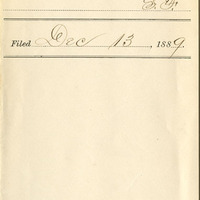 F. F.
Filed Dec 13, 1889.